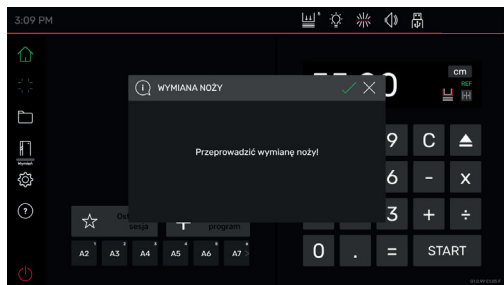 3:09 PM
cm
REF
WYMIANA NOŻY
Przeprowadzić wymianę noży!
9 C
6 - x
3 + ÷
0 . = START
sesja
program
A2 A3 A4 A5 A6 A7 >